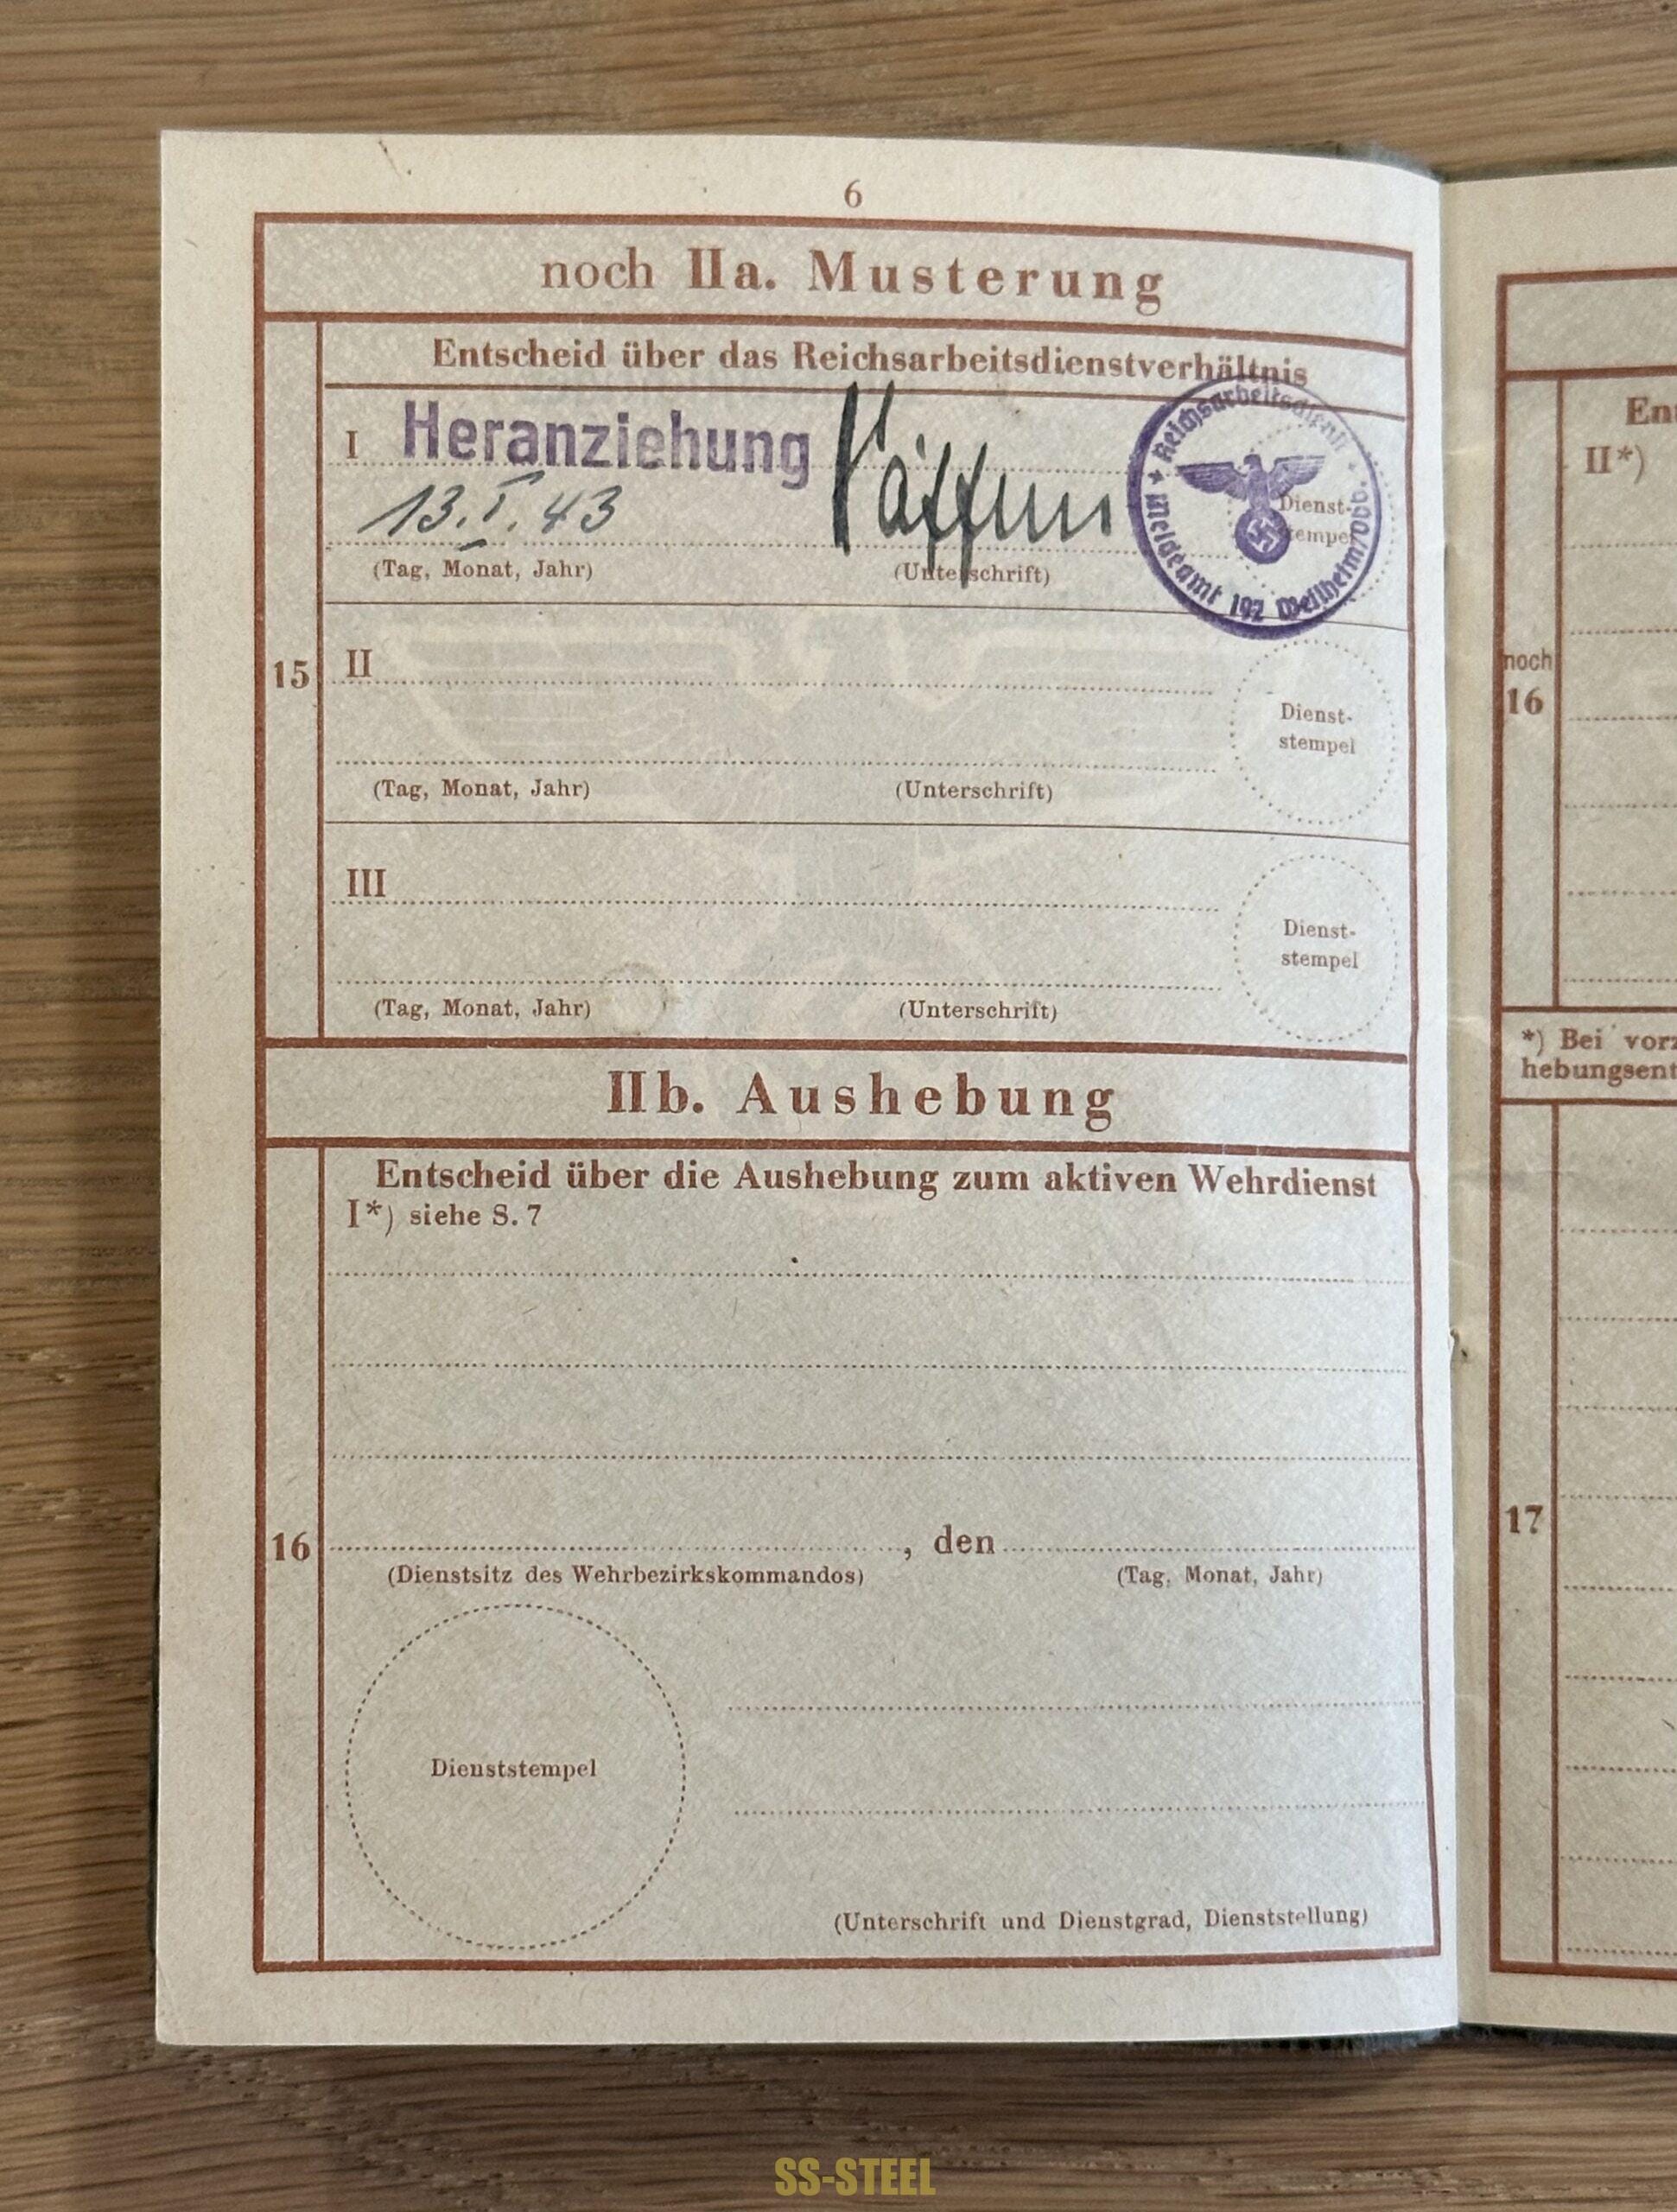 6
noch IIa. Musterung
Entscheid über das Reichsarbeitsdienstverhältnis
I Heranziehung
13.I.43
(Tag, Monat, Jahr) (Unterschrift)
Dienst-
stempel
Reichsarbeitsdienst
Meldeamt 192 Weilheim/Obb.
15
II
(Tag, Monat, Jahr) (Unterschrift)
Dienst-
stempel
III
(Tag, Monat, Jahr) (Unterschrift)
Dienst-
stempel
IIb. Aushebung
Entscheid über die Aushebung zum aktiven Wehrdienst
I*) siehe S. 7
16
, den
(Dienstsitz des Wehrbezirkskommandos) (Tag, Monat, Jahr)
Dienststempel
(Unterschrift und Dienstgrad, Dienststellung)
II*)
noch
16
*) Bei
17
SS-STEEL